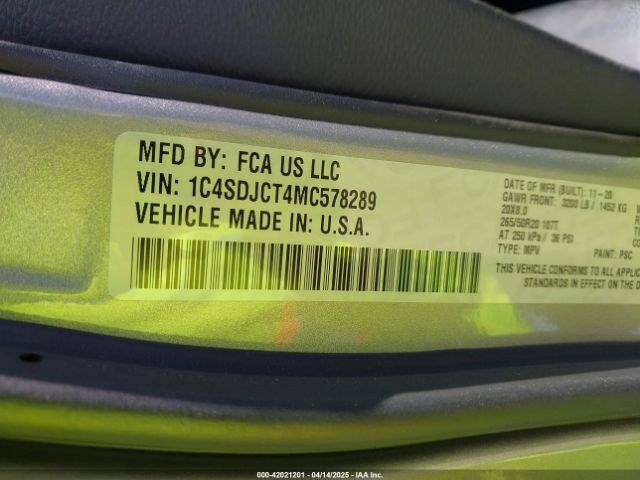 MFD BY: FCA US LLC
VIN: 1C4SDJCT4MC578289
VEHICLE MADE IN: U.S.A.
DATE OF MFR (BUILT): 11-20
GAWR FRONT: 3200 LB / 1452 KG
20X8.0
265/50R20 107T
AT 250 kPa / 36 PSI
TYPE: MPV PAINT: PSC
THIS VEHICLE CONFORMS TO ALL APPLIC
STANDARDS IN EFFECT ON THE D
000-42021201 - 04/14/2025 - IAAI Inc.